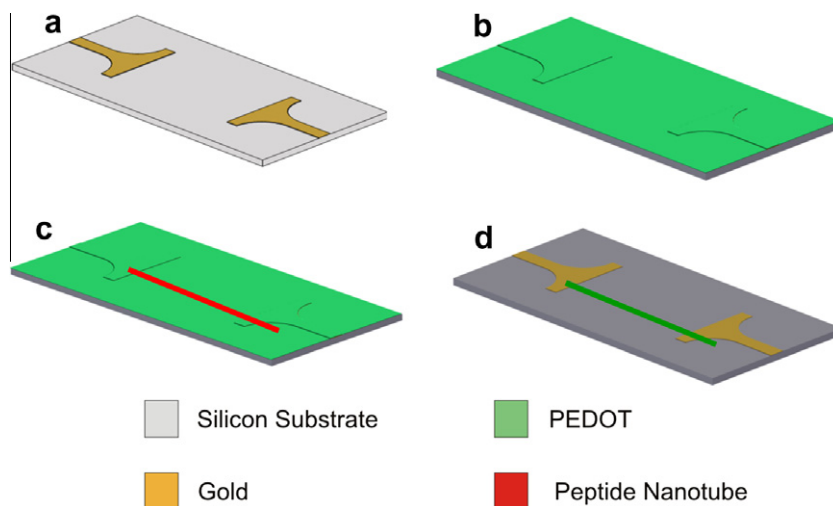 a
b
c
d
Silicon Substrate
PEDOT
Gold
Peptide Nanotube